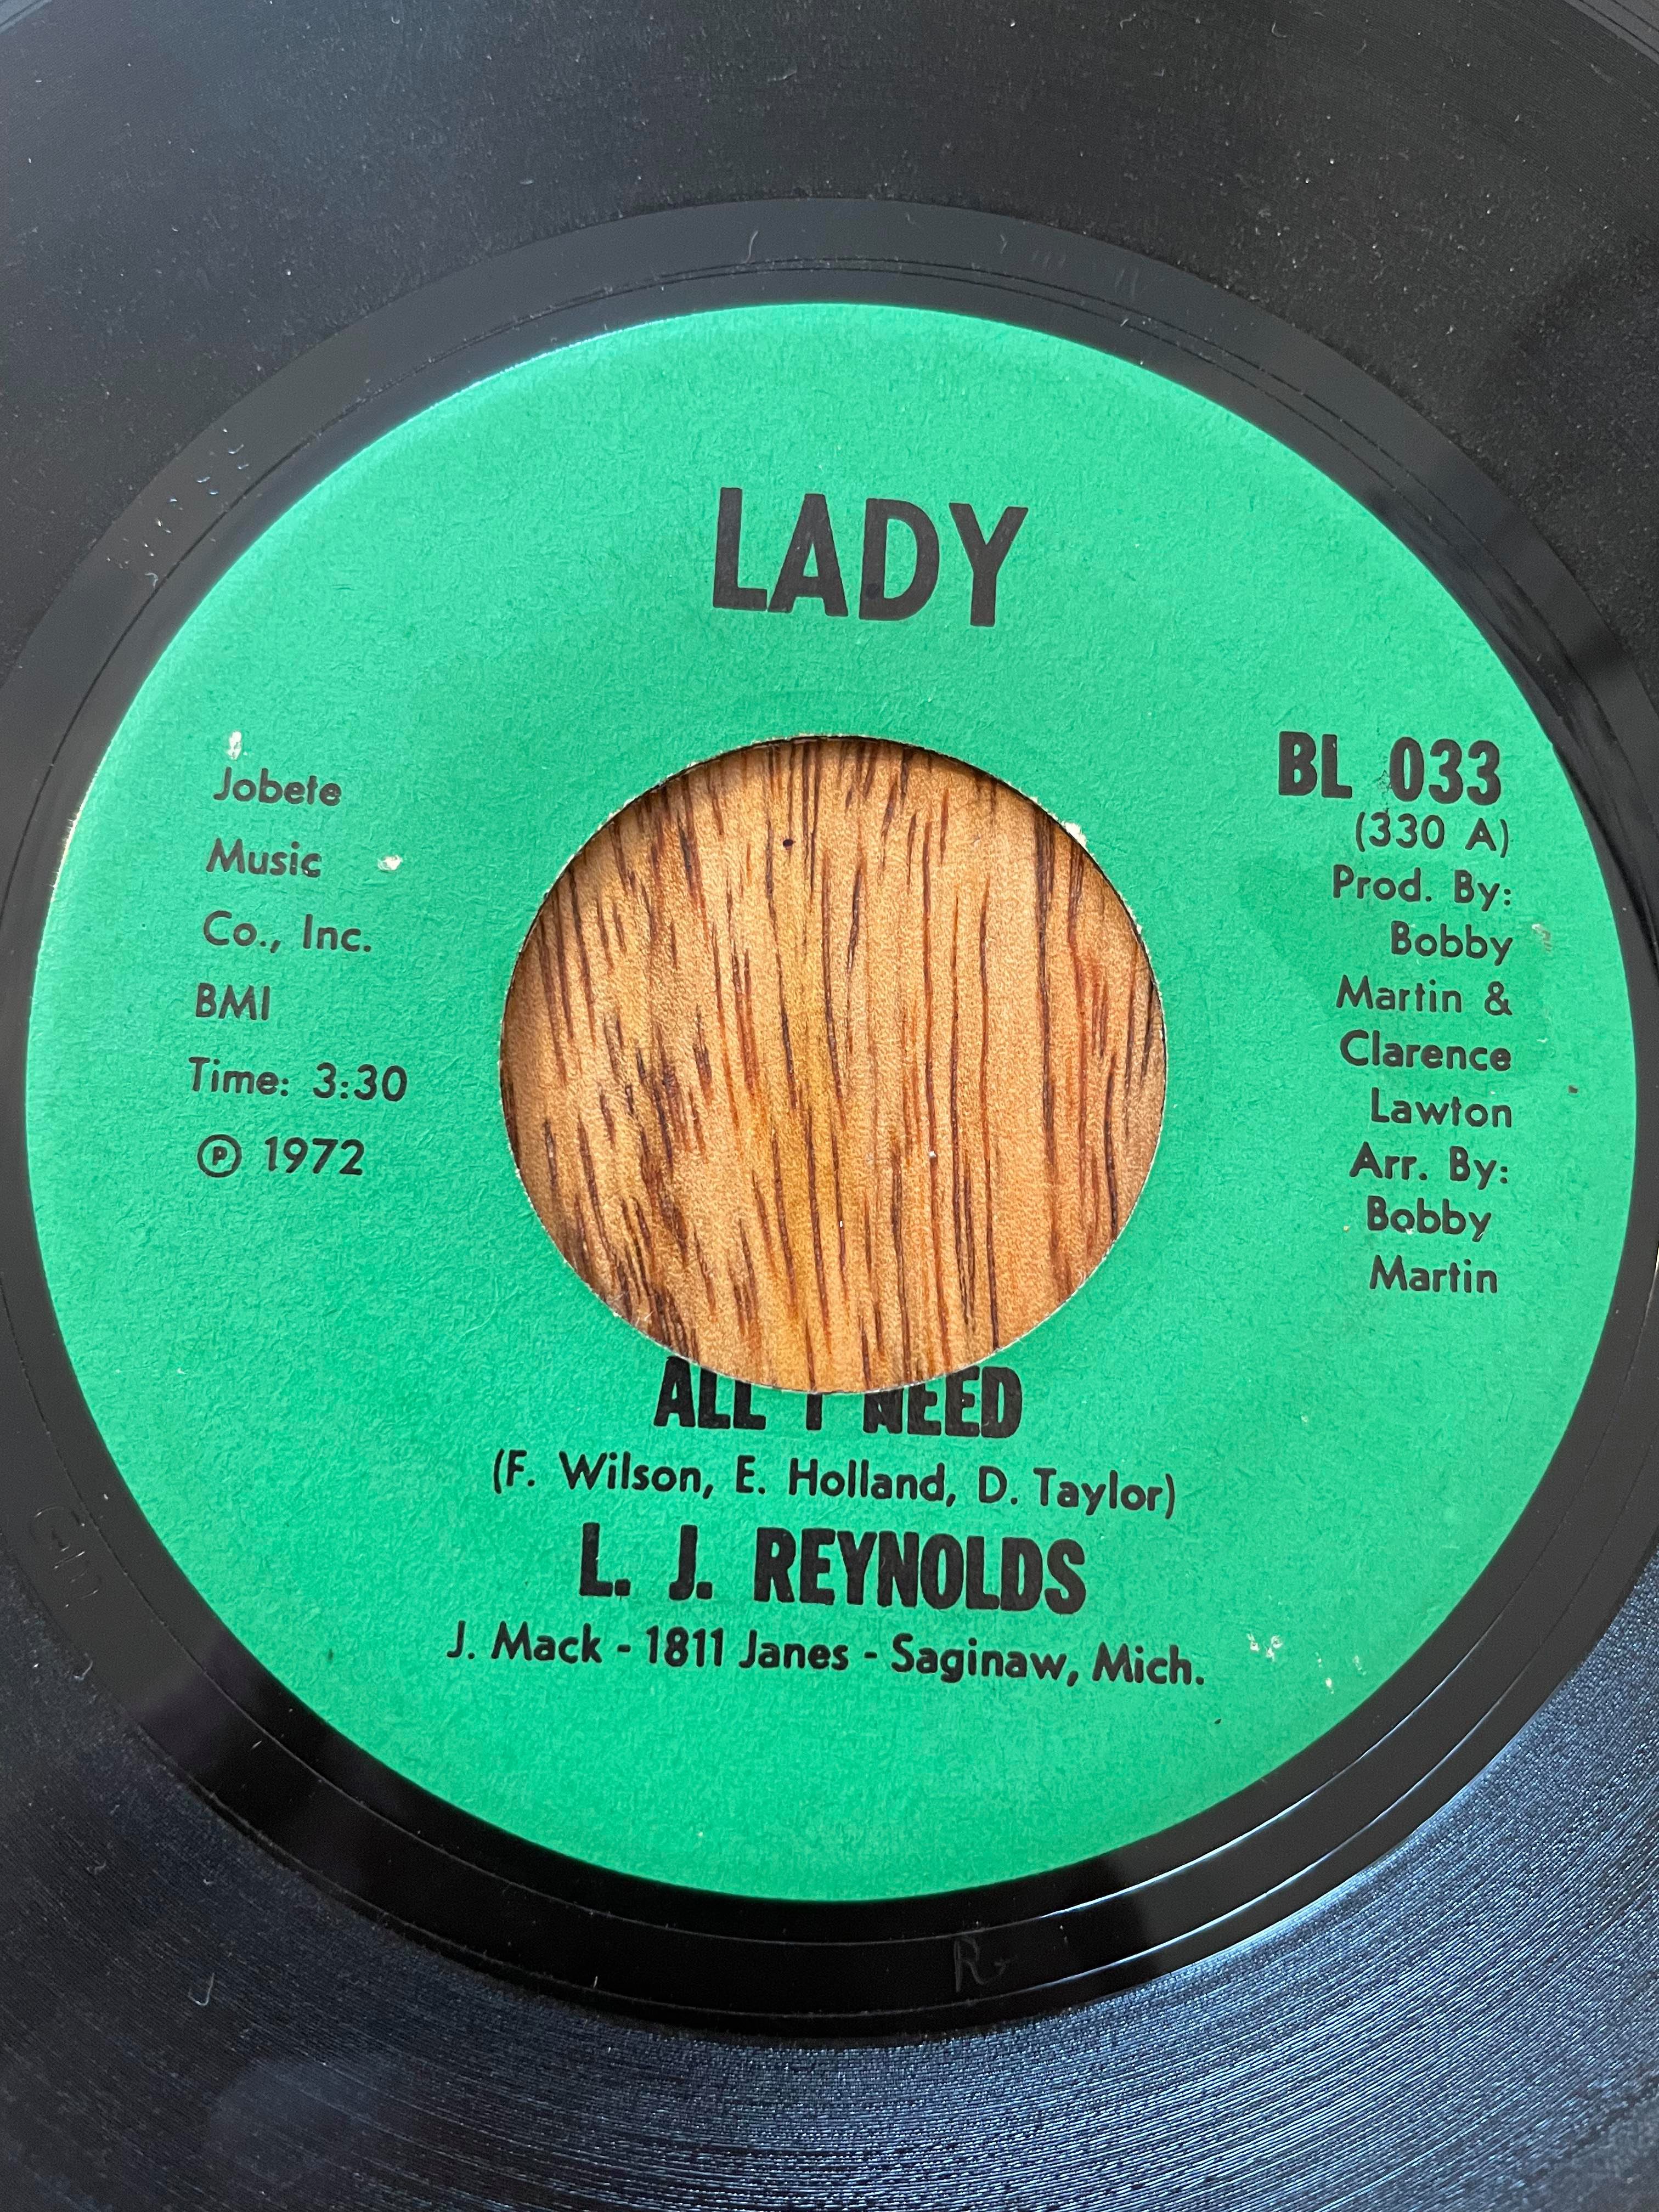 LADY
Jobete
Music
Co., Inc.
BMI
Time: 3:30
Ⓟ 1972
BL 033
(330 A)
Prod. By:
Bobby
Martin &
Clarence
Lawton
Arr. By:
Bobby
Martin
ALL I NEED
(F. Wilson, E. Holland, D. Taylor)
L. J. REYNOLDS
J. Mack - 1811 Janes - Saginaw, Mich.